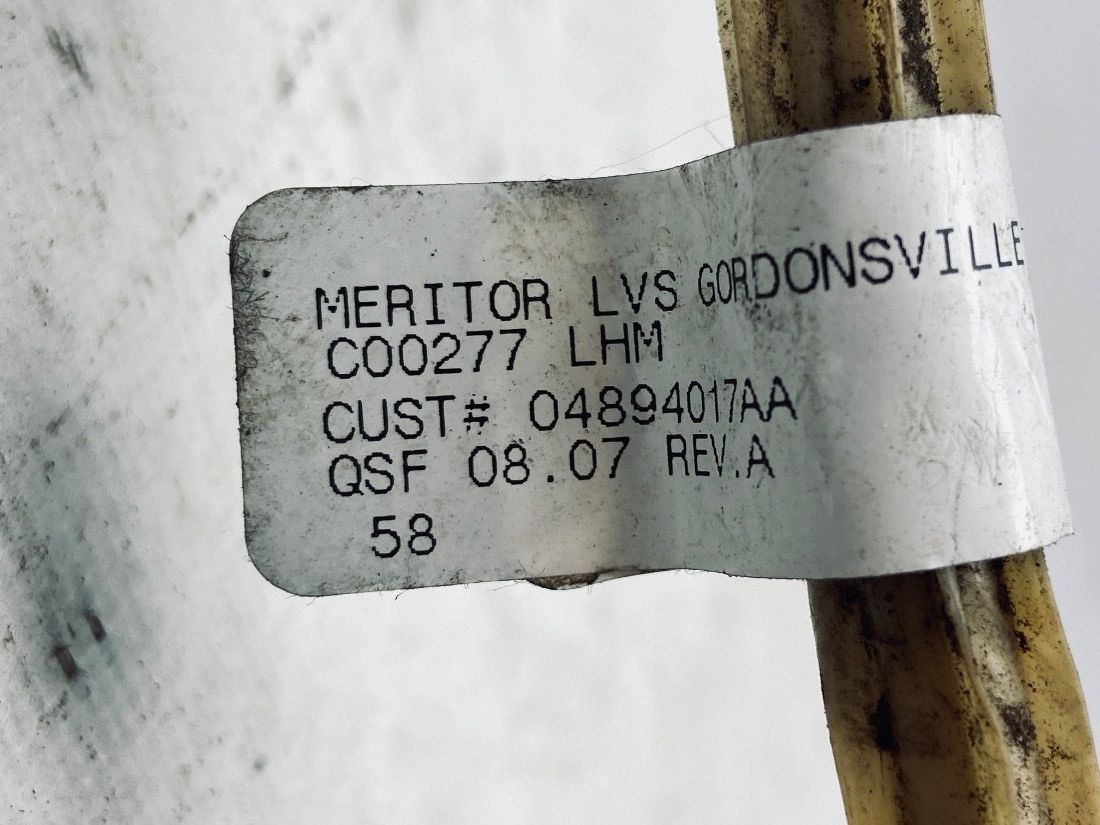 MERITOR LVS GORDONSVILLE
C00277 LHM
CUST# 04894017AA
QSF 08.07 REV.A
58